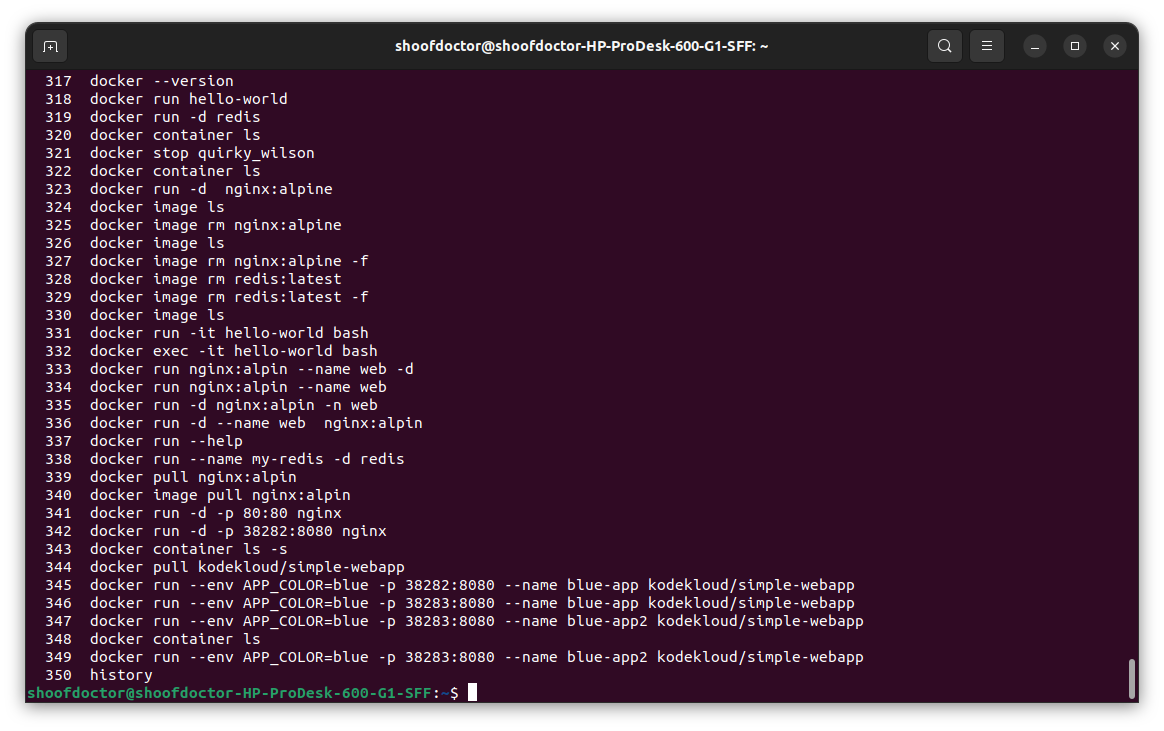 shoofdoctor@shoofdoctor-HP-ProDesk-600-G1-SFF: ~
317  docker --version
318  docker run hello-world
319  docker run -d redis
320  docker container ls
321  docker stop quirky_wilson
322  docker container ls
323  docker run -d  nginx:alpine
324  docker image ls
325  docker image rm nginx:alpine
326  docker image ls
327  docker image rm nginx:alpine -f
328  docker image rm redis:latest
329  docker image rm redis:latest -f
330  docker image ls
331  docker run -it hello-world bash
332  docker exec -it hello-world bash
333  docker run nginx:alpin --name web -d
334  docker run nginx:alpin --name web
335  docker run -d nginx:alpin -n web
336  docker run -d --name web  nginx:alpin
337  docker run --help
338  docker run --name my-redis -d redis
339  docker pull nginx:alpin
340  docker image pull nginx:alpin
341  docker run -d -p 80:80 nginx
342  docker run -d -p 38282:8080 nginx
343  docker container ls -s
344  docker pull kodekloud/simple-webapp
345  docker run --env APP_COLOR=blue -p 38282:8080 --name blue-app kodekloud/simple-webapp
346  docker run --env APP_COLOR=blue -p 38283:8080 --name blue-app kodekloud/simple-webapp
347  docker run --env APP_COLOR=blue -p 38283:8080 --name blue-app2 kodekloud/simple-webapp
348  docker container ls
349  docker run --env APP_COLOR=blue -p 38283:8080 --name blue-app2 kodekloud/simple-webapp
350  history
shoofdoctor@shoofdoctor-HP-ProDesk-600-G1-SFF:~$